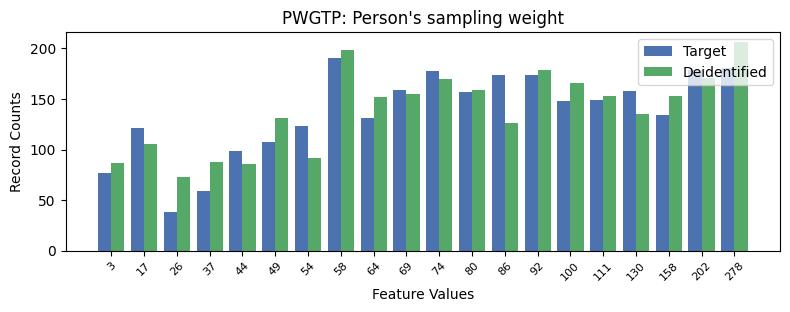 PWGTP: Person's sampling weight
Target
Deidentified
Record Counts
200
150
100
50
0
3 17 26 37 44 49 54 58 64 69 74 80 86 92 100 111 130 158 202 278
Feature Values